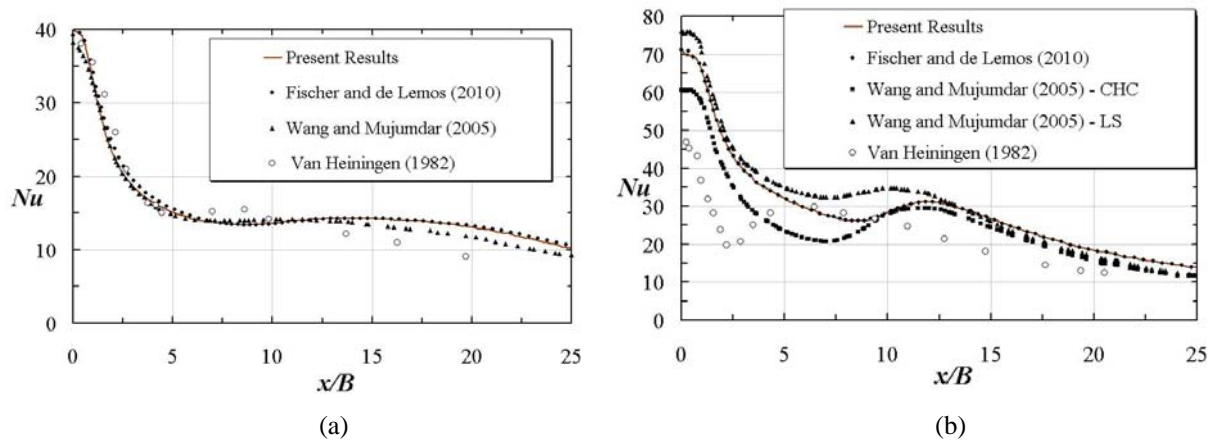 40
30
20
10
0
Nu
Present Results
Fischer and de Lemos (2010)
Wang and Mujumdar (2005)
Van Heiningen (1982)
0 5 10 15 20 25
x/B
(a)
80
70
60
50
40
30
20
10
0
Nu
Present Results
Fischer and de Lemos (2010)
Wang and Mujumdar (2005) - CHC
Wang and Mujumdar (2005) - LS
Van Heiningen (1982)
0 5 10 15 20 25
x/B
(b)